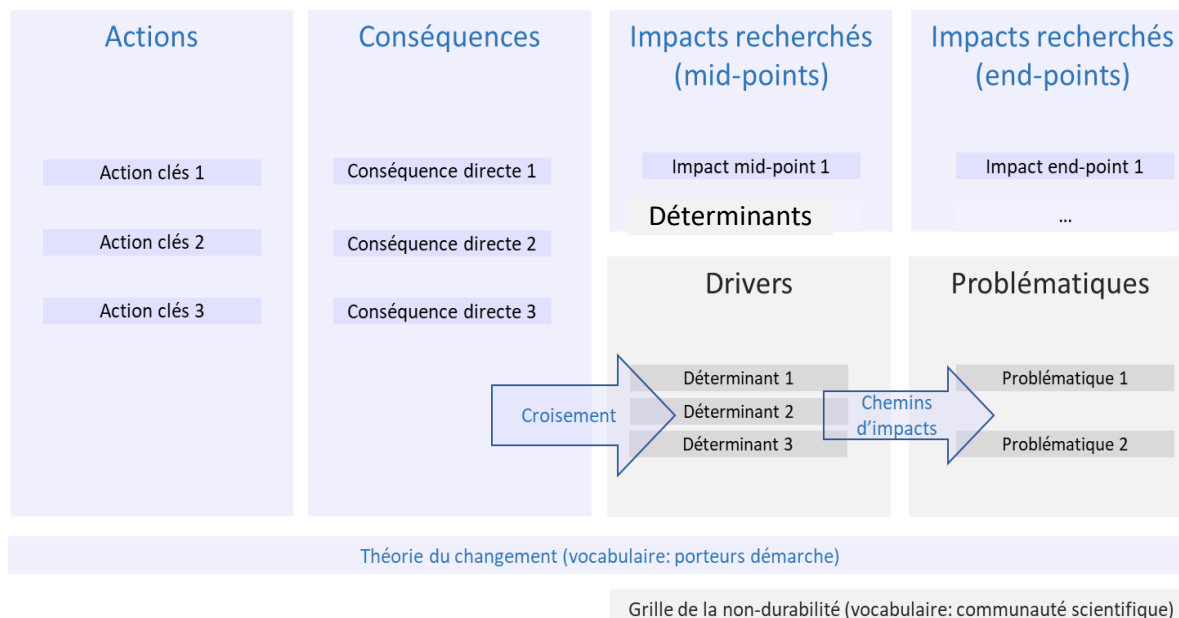 Actions
Action clés 1
Action clés 2
Action clés 3
Conséquences
Conséquence directe 1
Conséquence directe 2
Conséquence directe 3
Impacts recherchés
(mid-points)
Impact mid-point 1
Déterminants
Impacts recherchés
(end-points)
Impact end-point 1
...
Drivers
Déterminant 1
Déterminant 2
Déterminant 3
Problématiques
Problématique 1
Problématique 2
Croisement
Chemins
d'impacts
Théorie du changement (vocabulaire: porteurs démarche)
Grille de la non-durabilité (vocabulaire: communauté scientifique)